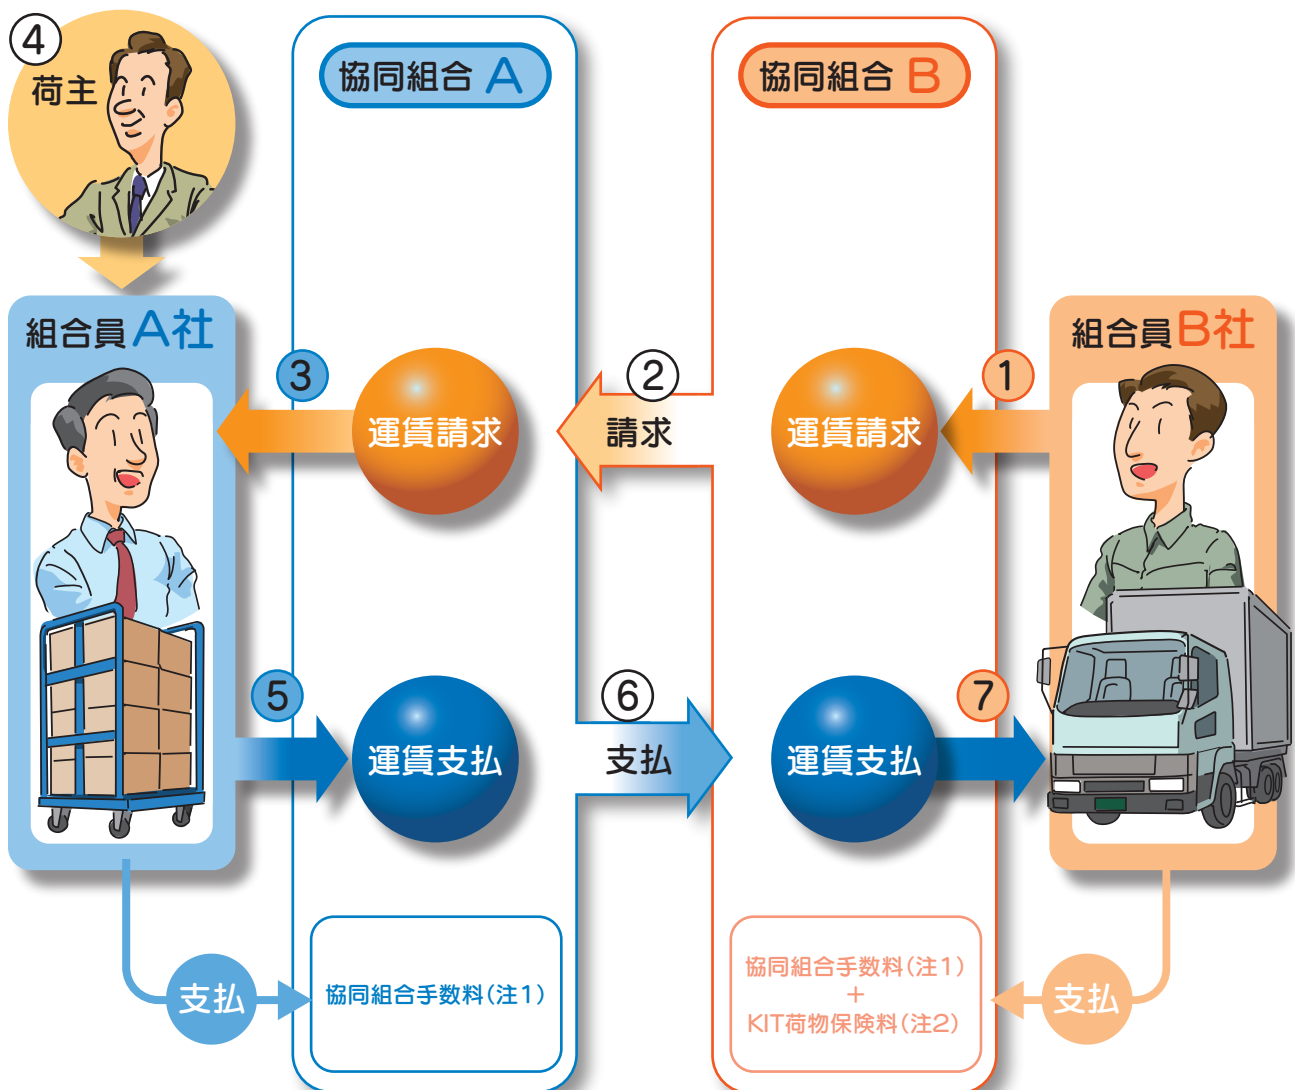 ④
荷主
協同組合 A
協同組合 B
組合員A社
組合員B社
③
運賃請求
②
請求
運賃請求
①
⑤
運賃支払
⑥
支払
運賃支払
⑦
支払
協同組合手数料(注1)
協同組合手数料(注1)
+
KIT荷物保険料(注2)
支払